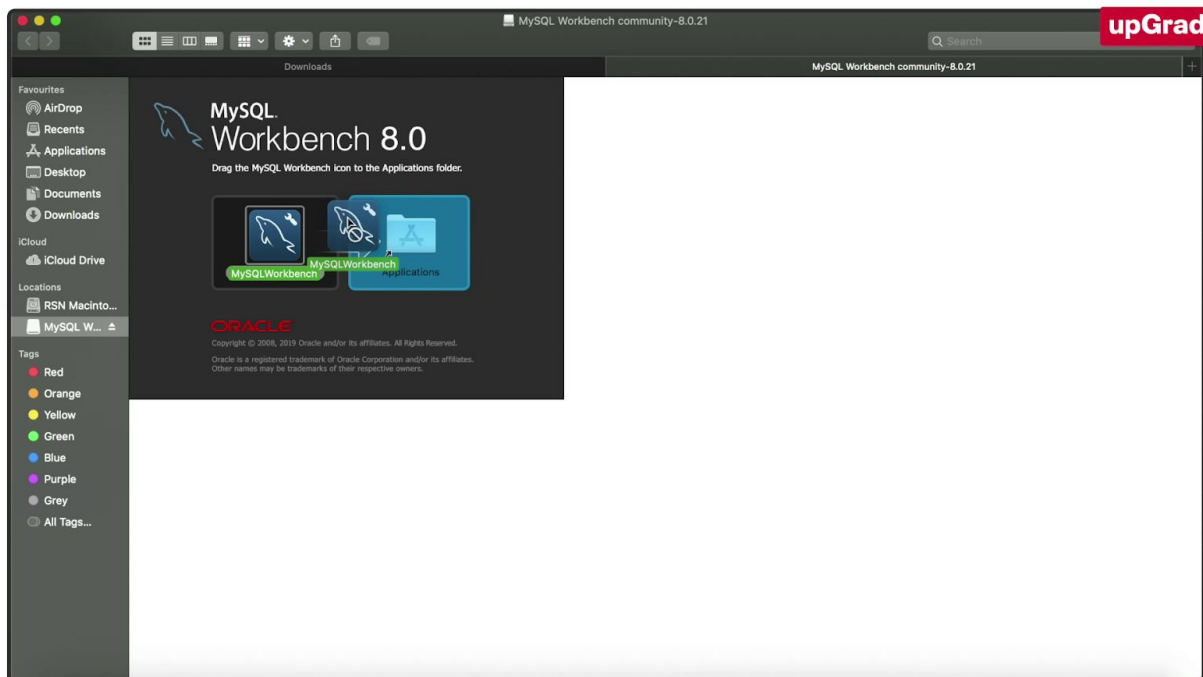 MySQL Workbench community-8.0.21
upGrad
Search
Downloads
MySQL Workbench community-8.0.21
Favourites
AirDrop
Recents
Applications
Desktop
Documents
Downloads
iCloud
iCloud Drive
Locations
RSN Macinto...
MySQL W...
Tags
Red
Orange
Yellow
Green
Blue
Purple
Grey
All Tags...
MySQL.
Workbench 8.0
Drag the MySQL Workbench icon to the Applications folder.
MySQLWorkbench
MySQLWorkbench
Applications
ORACLE
Copyright © 2008, 2019 Oracle and/or its affiliates. All Rights Reserved.
Oracle is a registered trademark of Oracle Corporation and/or its affiliates.
Other names may be trademarks of their respective owners.